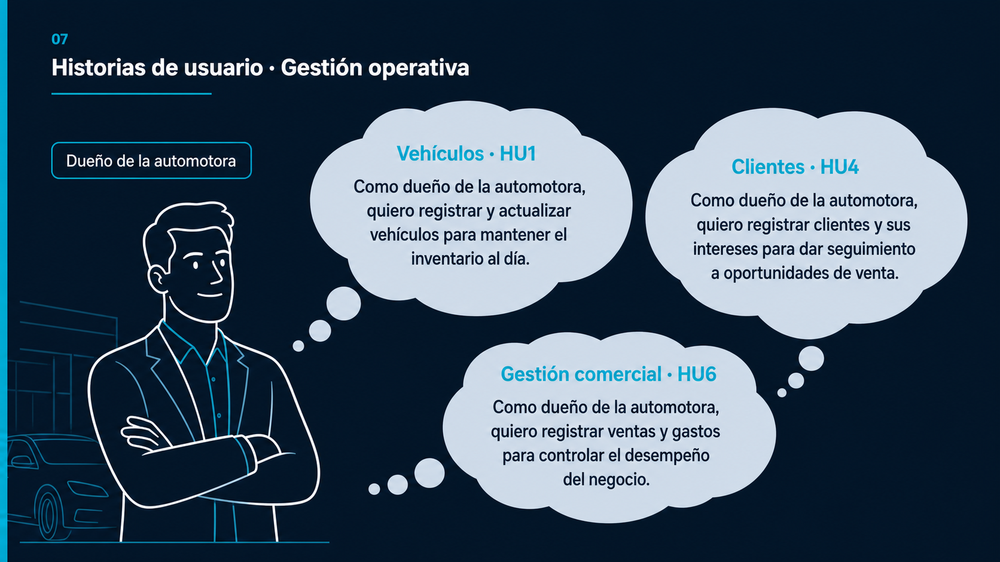 07
Historias de usuario · Gestión operativa
Dueño de la automotora
Vehículos · HU1
Como dueño de la automotora,
quiero registrar y actualizar
vehículos para mantener el
inventario al día.
Clientes · HU4
Como dueño de la automotora,
quiero registrar clientes y sus
intereses para dar seguimiento
a oportunidades de venta.
Gestión comercial · HU6
Como dueño de la automotora,
quiero registrar ventas y gastos
para controlar el desempeño
del negocio.